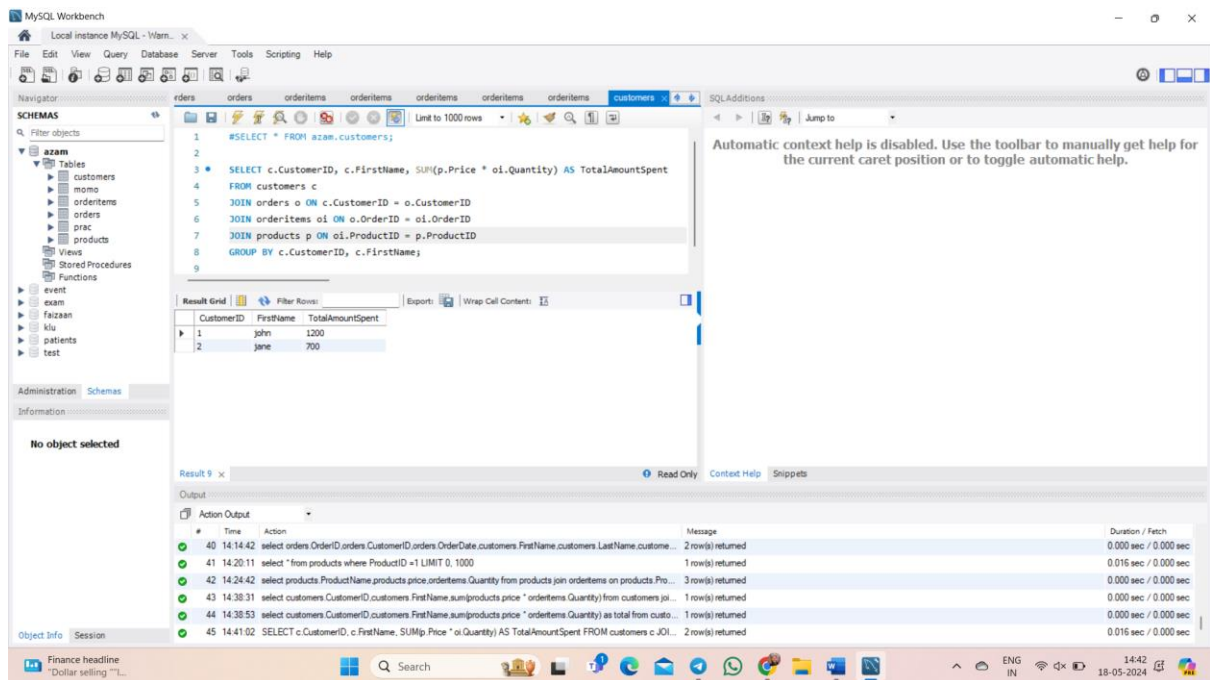 MySQL Workbench
Local instance MySQL - Warn... ×
File Edit View Query Database Server Tools Scripting Help
Navigator
SCHEMAS
Filter objects
azam
Tables
customers
momo
orderitems
orders
prac
products
Views
Stored Procedures
Functions
event
exam
faizaan
klu
patients
test
Administration Schemas
Information
No object selected
Object Info Session
rders orders orderitems orderitems orderitems orderitems orderitems customers ×
Limit to 1000 rows
1 #SELECT * FROM azam.customers;
2
3 SELECT c.CustomerID, c.FirstName, SUM(p.Price * oi.Quantity) AS TotalAmountSpent
4 FROM customers c
5 JOIN orders o ON c.CustomerID = o.CustomerID
6 JOIN orderitems oi ON o.OrderID = oi.OrderID
7 JOIN products p ON oi.ProductID = p.ProductID
8 GROUP BY c.CustomerID, c.FirstName;
9
Result Grid Filter Rows: Export: Wrap Cell Content:
CustomerID FirstName TotalAmountSpent
1 john 1200
2 jane 700
Result 9 × Read Only
SQLAdditions
Jump to
Automatic context help is disabled. Use the toolbar to manually get help for
the current caret position or to toggle automatic help.
Context Help Snippets
Output
Action Output
# Time Action Message Duration / Fetch
40 14:14:42 select orders.OrderID,orders.CustomerID,orders.OrderDate,customers.FirstName,customers.LastName,custome... 2 row(s) returned 0.000 sec / 0.000 sec
41 14:20:11 select * from products where ProductID =1 LIMIT 0, 1000 1 row(s) returned 0.016 sec / 0.000 sec
42 14:24:42 select products.ProductName,products.price,orderitems.Quantity from products join orderitems on products.Pro... 3 row(s) returned 0.000 sec / 0.000 sec
43 14:38:31 select customers.CustomerID,customers.FirstName,sum(products.price * orderitems.Quantity) from customers joi... 1 row(s) returned 0.000 sec / 0.000 sec
44 14:38:53 select customers.CustomerID,customers.FirstName,sum(products.price * orderitems.Quantity) as total from custo... 1 row(s) returned 0.000 sec / 0.000 sec
45 14:41:02 SELECT c.CustomerID, c.FirstName, SUM(p.Price * oi.Quantity) AS TotalAmountSpent FROM customers c JOI... 2 row(s) returned 0.016 sec / 0.000 sec
Finance headline
"Dollar selling ""I...
Search
ENG
IN
14:42
18-05-2024